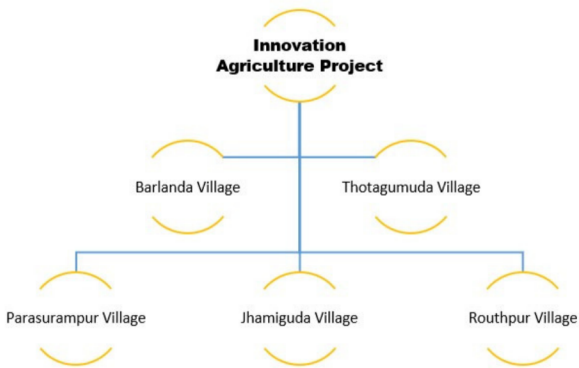 Innovation
Agriculture Project
Barlanda Village
Thotagumuda Village
Parasurampur Village
Jhamiguda Village
Routhpur Village